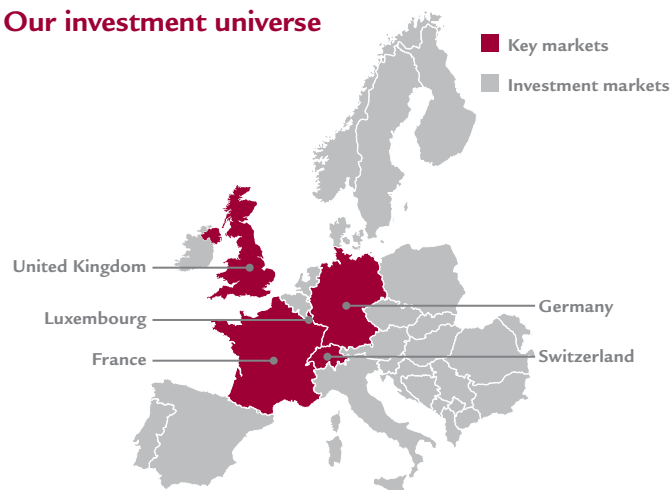 Our investment universe
Key markets
Investment markets
United Kingdom
Luxembourg
France
Germany
Switzerland